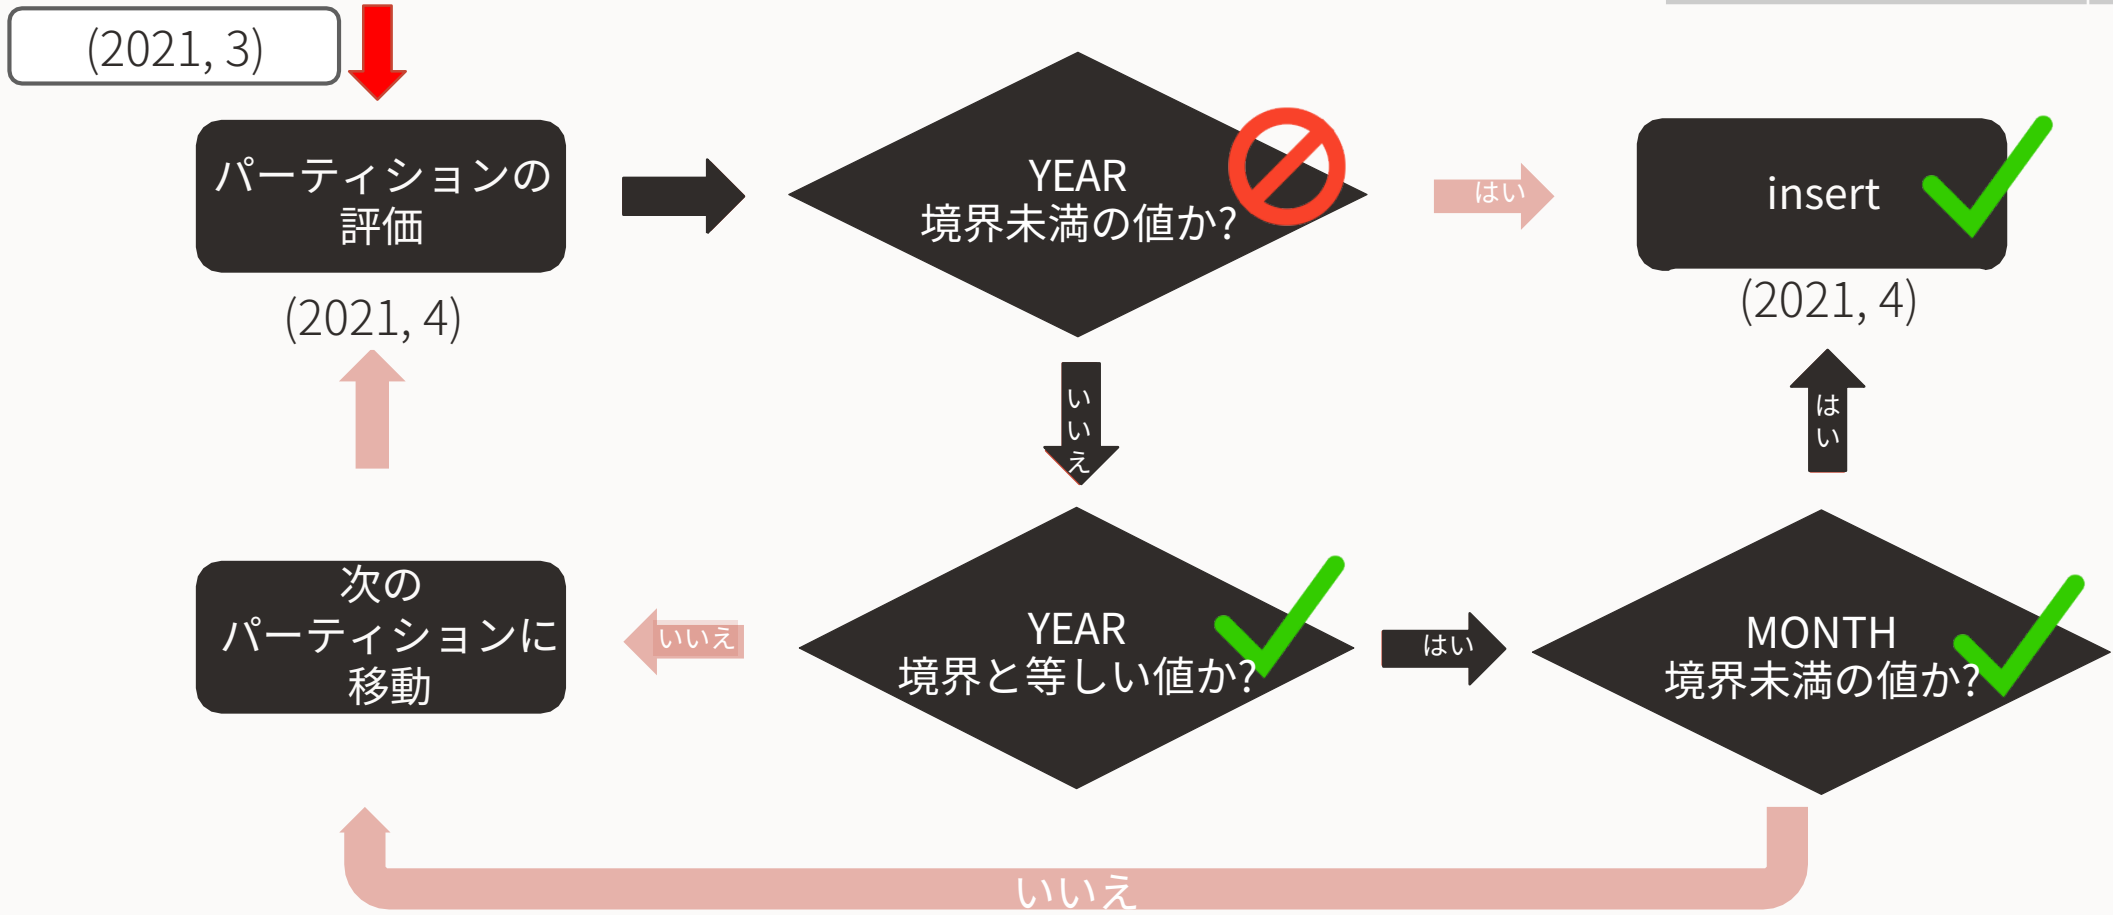 (2021, 3)
パーティションの
評価
(2021, 4)
YEAR
境界未満の値か?
はい
insert
(2021, 4)
いいえ
はい
次の
パーティションに
移動
いいえ
YEAR
境界と等しい値か?
はい
MONTH
境界未満の値か?
いいえ